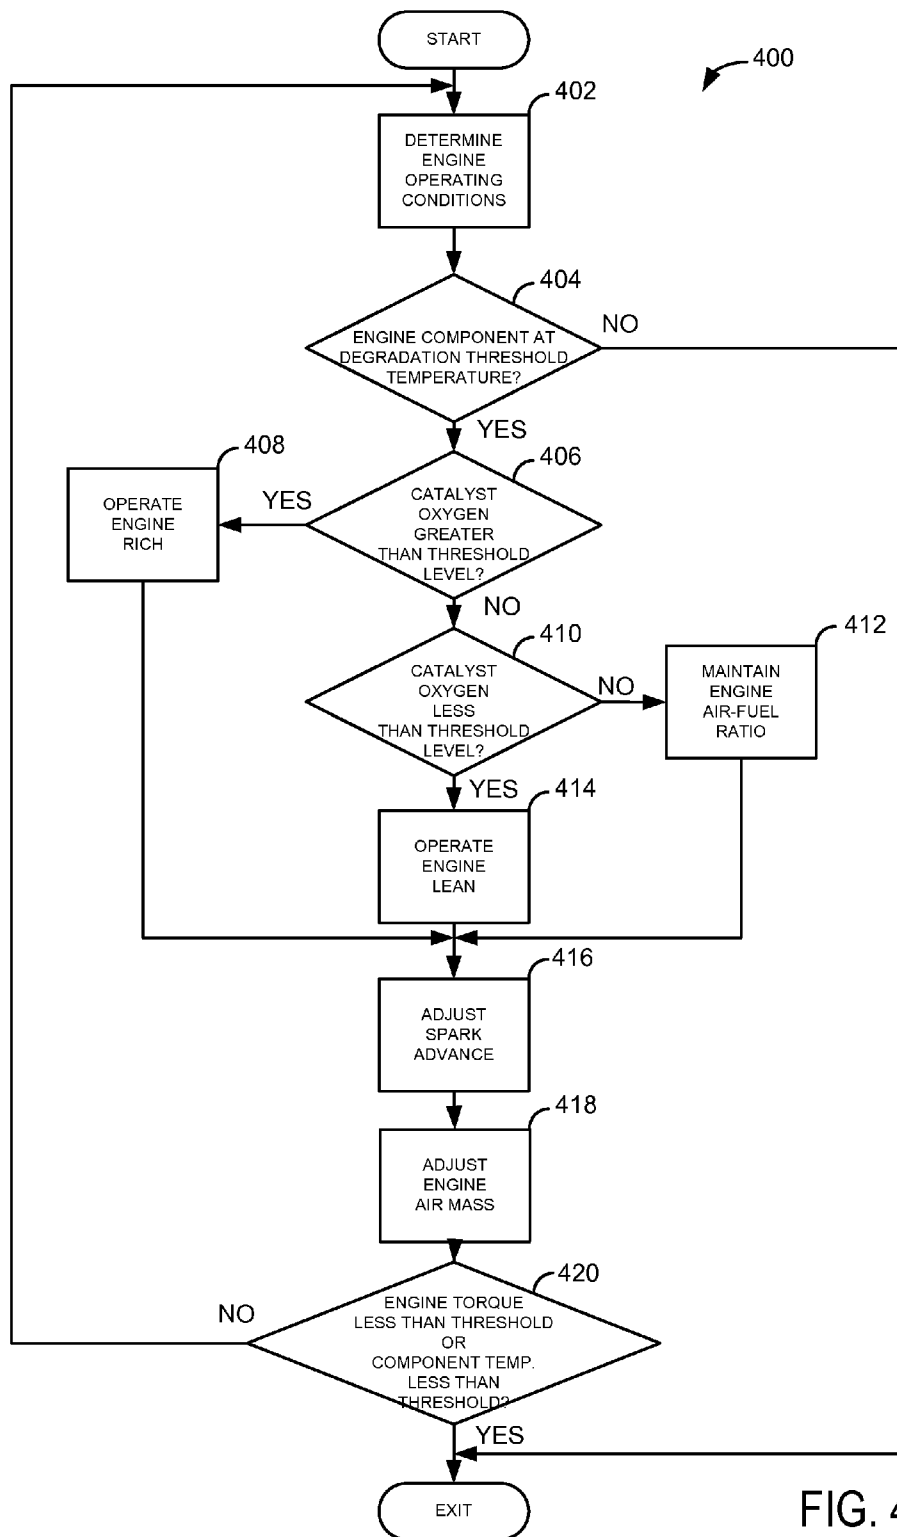 START
400
402
DETERMINE
ENGINE
OPERATING
CONDITIONS
404
NO
ENGINE COMPONENT AT
DEGRADATION THRESHOLD
TEMPERATURE?
YES
408
406
OPERATE
ENGINE
RICH
YES
CATALYST
OXYGEN
GREATER
THAN THRESHOLD
LEVEL?
NO
410
412
CATALYST
OXYGEN
LESS
THAN THRESHOLD
LEVEL?
NO
MAINTAIN
ENGINE
AIR-FUEL
RATIO
YES
414
OPERATE
ENGINE
LEAN
416
ADJUST
SPARK
ADVANCE
418
ADJUST
ENGINE
AIR MASS
420
NO
ENGINE TORQUE
LESS THAN THRESHOLD
OR
COMPONENT TEMP.
LESS THAN
THRESHOLD?
YES
EXIT
FIG. 4